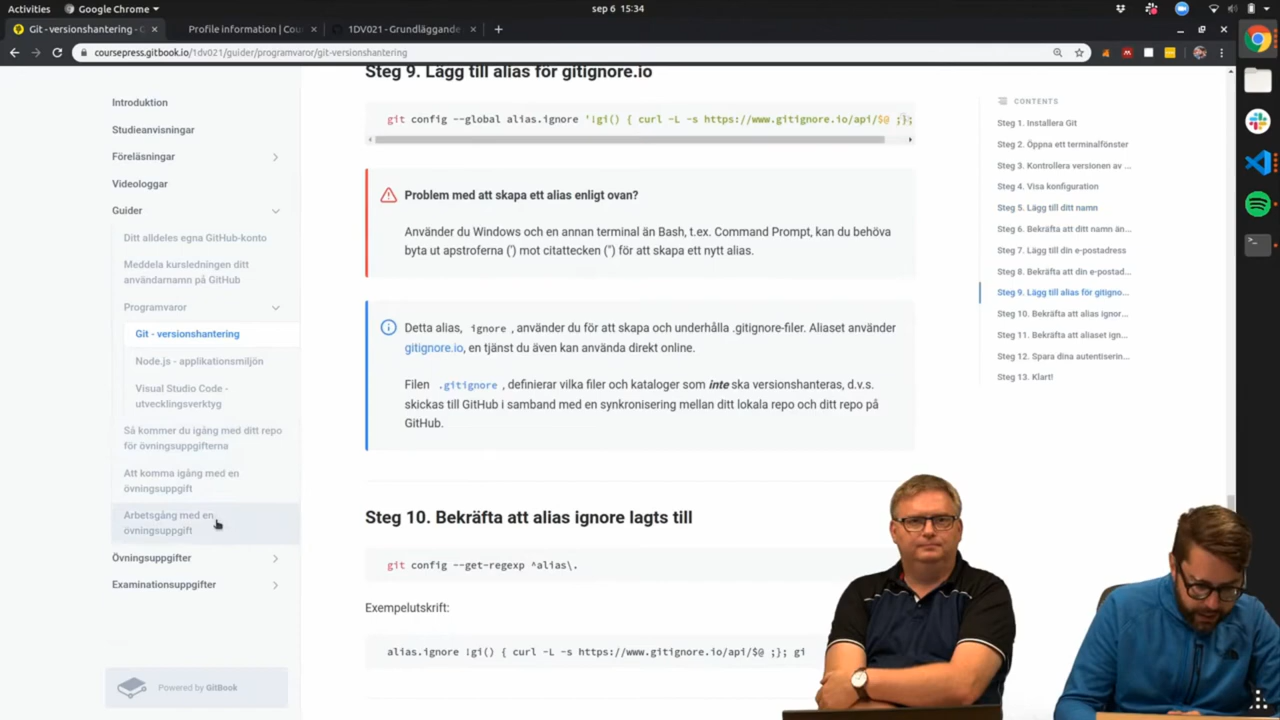 Activities
Google Chrome
sep 6 15:34
Git - versionshantering - G
Profile information | Cou
1DV021 - Grundläggande
coursepress.gitbook.io/1dv021/guider/programvaror/git-versionshantering
Introduktion
Studieanvisningar
Föreläsningar
Videologgar
Guider
Ditt alldeles egna GitHub-konto
Meddela kursledningen ditt
användarnamn på GitHub
Programvaror
Git - versionshantering
Node.js - applikationsmiljön
Visual Studio Code -
utvecklingsverktyg
Så kommer du igång med ditt repo
för övningsuppgifterna
Att komma igång med en
övningsuppgift
Arbetsgång med en
övningsuppgift
Övningsuppgifter
Examinationsuppgifter
Powered by GitBook
Steg 9. Lägg till alias för gitignore.io
git config --global alias.ignore '!gi() { curl -L -s https://www.gitignore.io/api/$@ ;};
Problem med att skapa ett alias enligt ovan?
Använder du Windows och en annan terminal än Bash, t.ex. Command Prompt, kan du behöva
byta ut apostroferna (') mot citattecken (") för att skapa ett nytt alias.
Detta alias, ignore , använder du för att skapa och underhålla .gitignore-filer. Aliaset använder
gitignore.io, en tjänst du även kan använda direkt online.
Filen .gitignore , definierar vilka filer och kataloger som inte ska versionshanteras, d.v.s.
skickas till GitHub i samband med en synkronisering mellan ditt lokala repo och ditt repo på
GitHub.
Steg 10. Bekräfta att alias ignore lagts till
git config --get-regexp ^alias\.
Exempelutskrift:
alias.ignore !gi() { curl -L -s https://www.gitignore.io/api/$@ ;}; gi
CONTENTS
Steg 1. Installera Git
Steg 2. Öppna ett terminalfönster
Steg 3. Kontrollera versionen av ...
Steg 4. Visa konfiguration
Steg 5. Lägg till ditt namn
Steg 6. Bekräfta att ditt namn än...
Steg 7. Lägg till din e-postadress
Steg 8. Bekräfta att din e-postad...
Steg 9. Lägg till alias för gitigno...
Steg 10. Bekräfta att alias ignor...
Steg 11. Bekräfta att aliaset ign...
Steg 12. Spara dina autentiserin...
Steg 13. Klart!